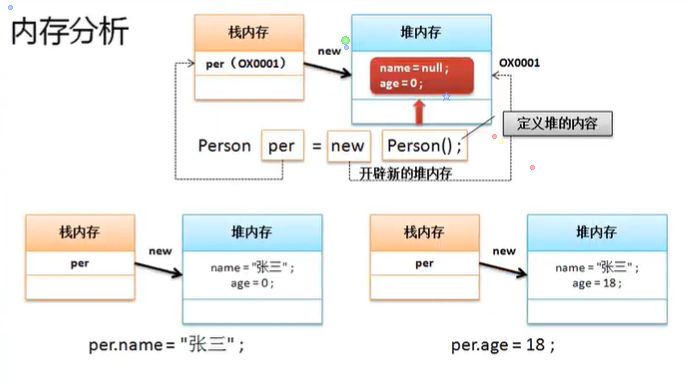 内存分析
栈内存
new
堆内存
per（OX0001）
name = null ;
age = 0 ;
OX0001
Person per = new Person() ;
定义堆的内容
开辟新的堆内存
栈内存
new
堆内存
per
name = "张三" ;
age = 0 ;
per.name = "张三" ;
栈内存
new
堆内存
per
name = "张三" ;
age = 18 ;
per.age = 18 ;